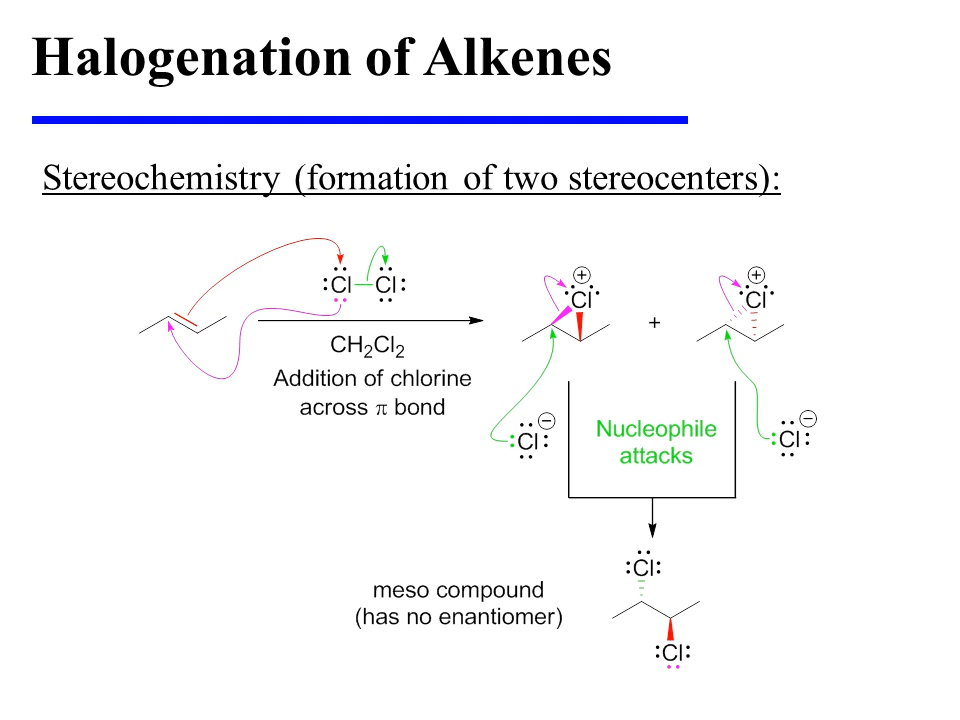 Halogenation of Alkenes
Stereochemistry (formation of two stereocenters):
Cl Cl
CH₂Cl₂
Addition of chlorine
across π bond
+
Cl
+
+
Cl
Cl −
Nucleophile
attacks
Cl −
Cl
meso compound
(has no enantiomer)
Cl